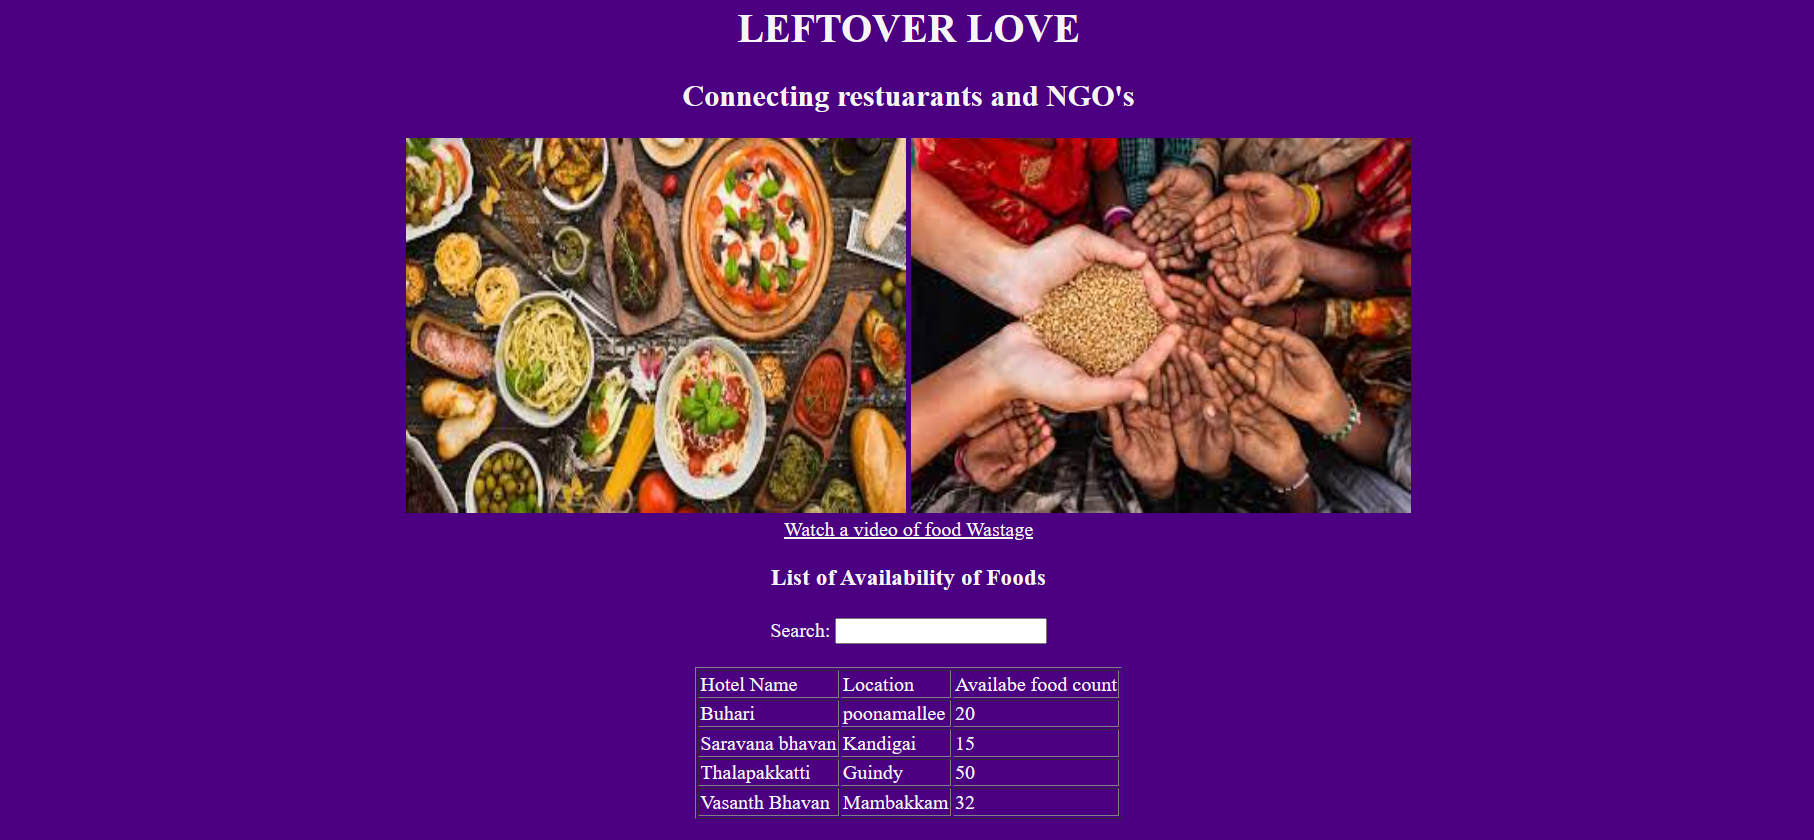 LEFTOVER LOVE
Connecting restuarants and NGO's
Watch a video of food Wastage
List of Availability of Foods
Search:
Hotel Name Location Availabe food count
Buhari poonamallee 20
Saravana bhavan Kandigai 15
Thalapakkatti Guindy 50
Vasanth Bhavan Mambakkam 32